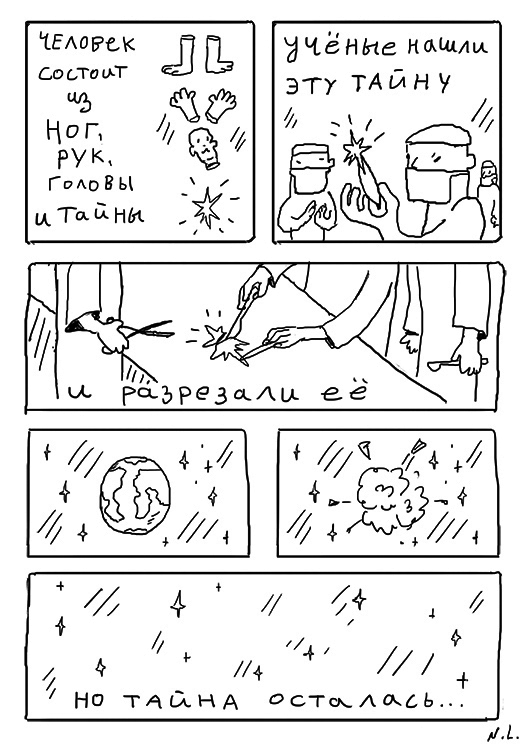 ЧЕЛОВЕК
СОСТОИТ
ИЗ
НОГ,
РУК,
ГОЛОВЫ
И ТАЙНЫ
УЧЁНЫЕ НАШЛИ
ЭТУ ТАЙНУ
И РАЗРЕЗАЛИ ЕЁ
НО ТАЙНА ОСТАЛАСЬ...
N.L.